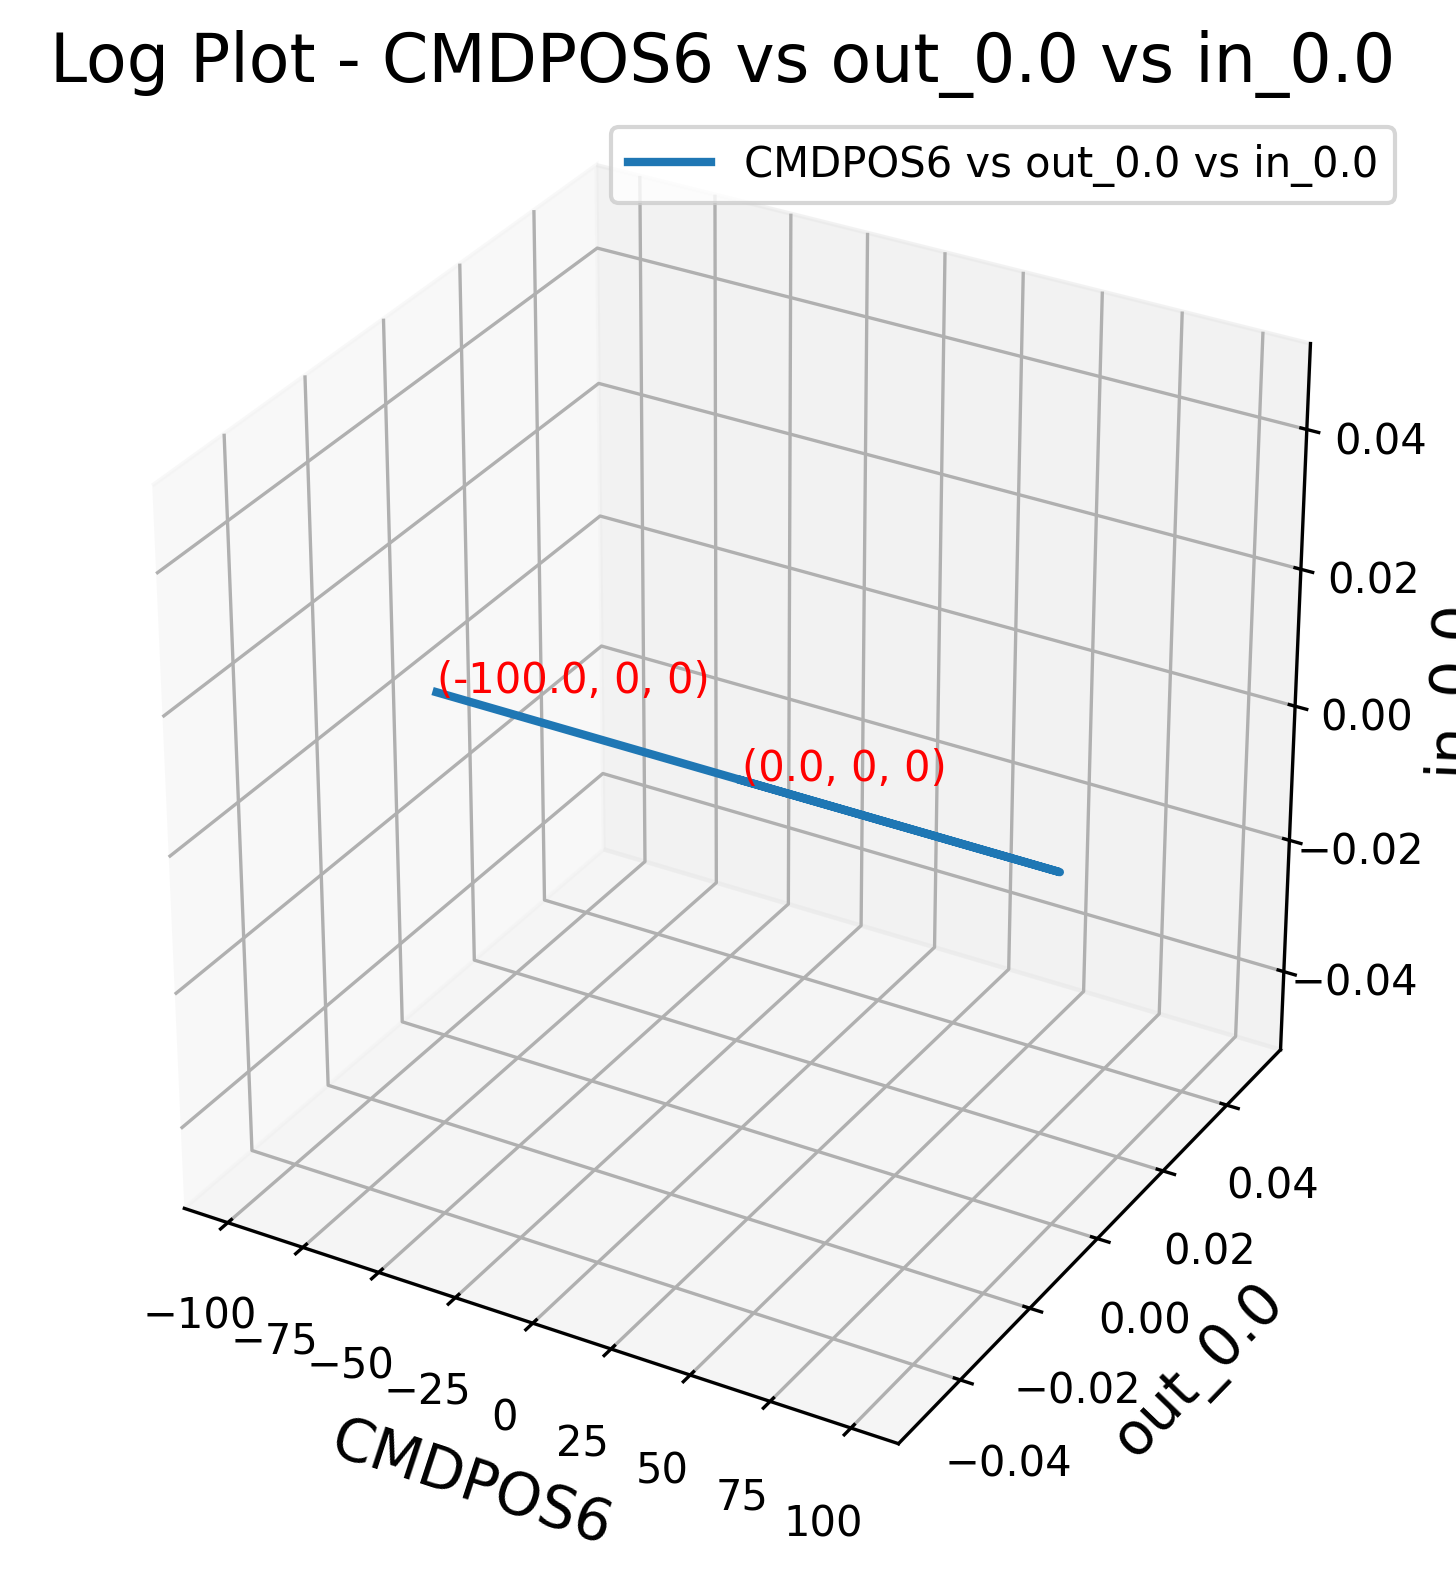 Log Plot - CMDPOS6 vs out_0.0 vs in_0.0
CMDPOS6 vs out_0.0 vs in_0.0
(-100.0, 0, 0)
(0.0, 0, 0)
0.04
0.02
0.00
−0.02
−0.04
in_0.0
0.04
0.02
0.00
−0.02
−0.04
out_0.0
−100
−75
−50
−25
0
25
50
75
100
CMDPOS6